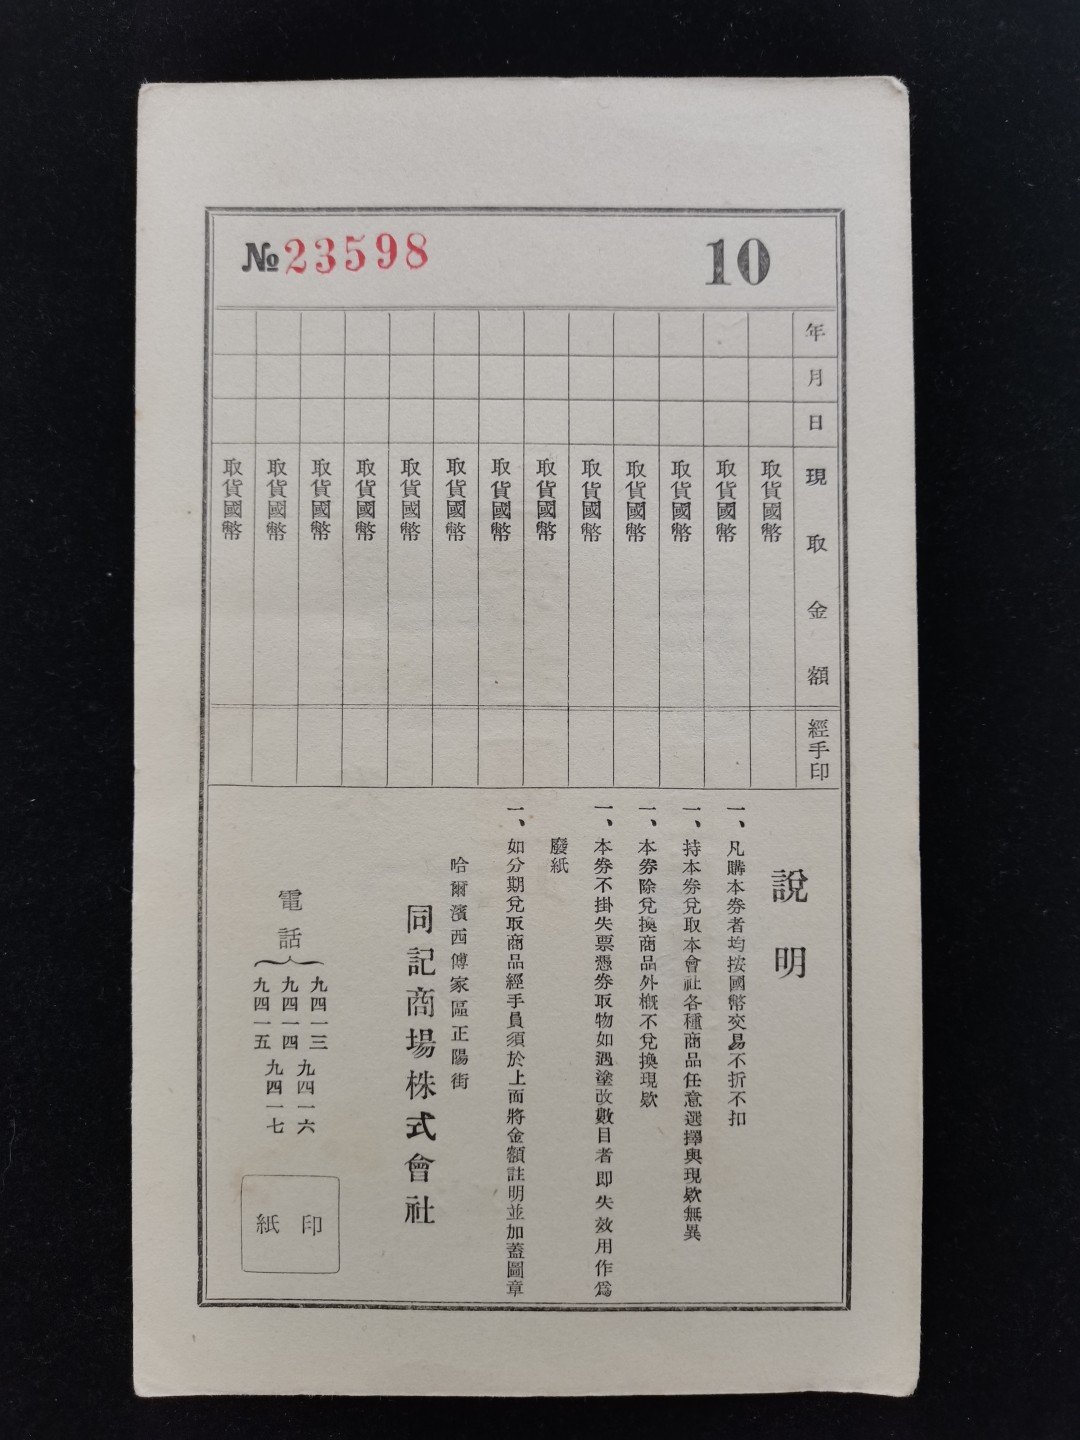 №23598
10
年
月
日
現取金額
經手印
取貨國幣
取貨國幣
取貨國幣
取貨國幣
取貨國幣
取貨國幣
取貨國幣
取貨國幣
取貨國幣
取貨國幣
取貨國幣
取貨國幣
取貨國幣
說明
一、凡購本券者均按國幣交易不折不扣
一、持本券兌取本會社各種商品任意選擇與現欵無異
一、本券除兌換商品外概不兌換現欵
一、本券不掛失票憑券取物如遇塗改數目者即失效用作爲
廢紙
一、如分期兌取商品經手員須於上面將金額註明並加蓋圖章
哈爾濱西傅家區正陽街
同記商場株式會社
電話
九四一三
九四一六
九四一四
九四一七
九四一五
印紙